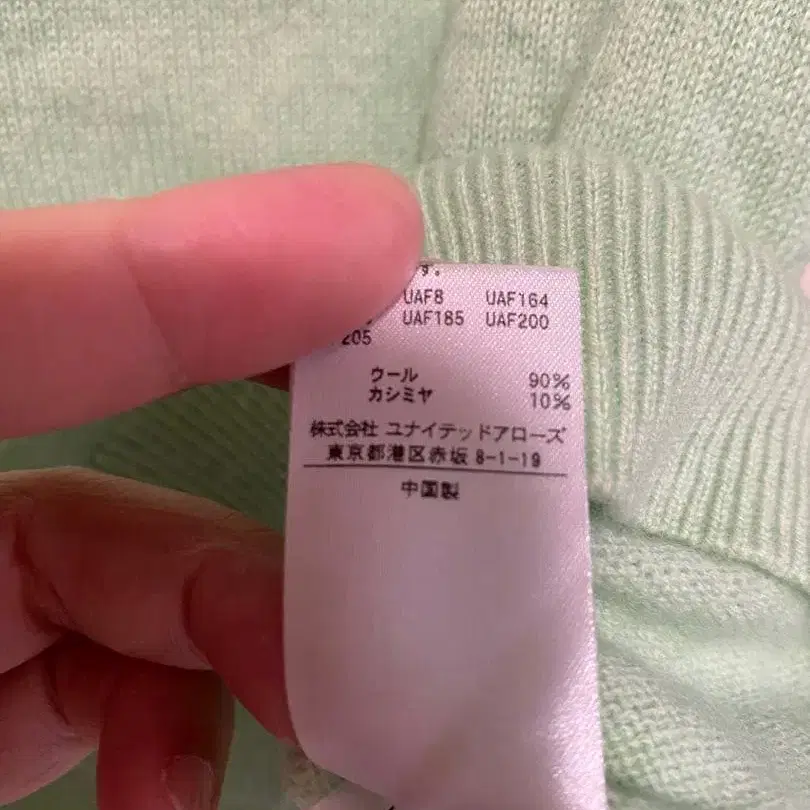 す。
UAF8 UAF164
UAF185 UAF200
205
ウール 90%
カシミヤ 10%
株式会社 ユナイテッドアローズ
東京都港区赤坂 8-1-19
中国製